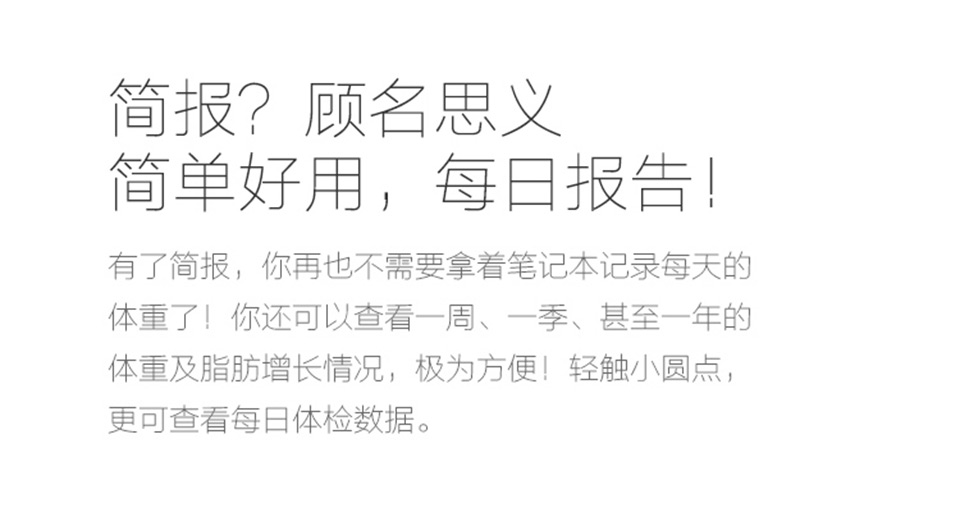 简报？顾名思义
简单好用，每日报告！
有了简报，你再也不需要拿着笔记本记录每天的
体重了！你还可以查看一周、一季、甚至一年的
体重及脂肪增长情况，极为方便！轻触小圆点，
更可查看每日体检数据。